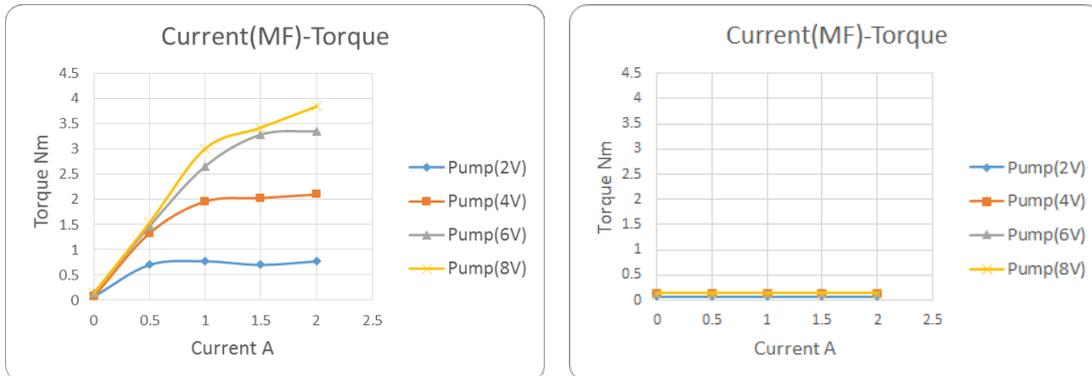 Current(MF)-Torque
4.5
4
3.5
3
2.5
2
1.5
1
0.5
0
0 0.5 1 1.5 2 2.5
Torque Nm
Current A
Pump(2V)
Pump(4V)
Pump(6V)
Pump(8V)
Current(MF)-Torque
4.5
4
3.5
3
2.5
2
1.5
1
0.5
0
0 0.5 1 1.5 2 2.5
Torque Nm
Current A
Pump(2V)
Pump(4V)
Pump(6V)
Pump(8V)